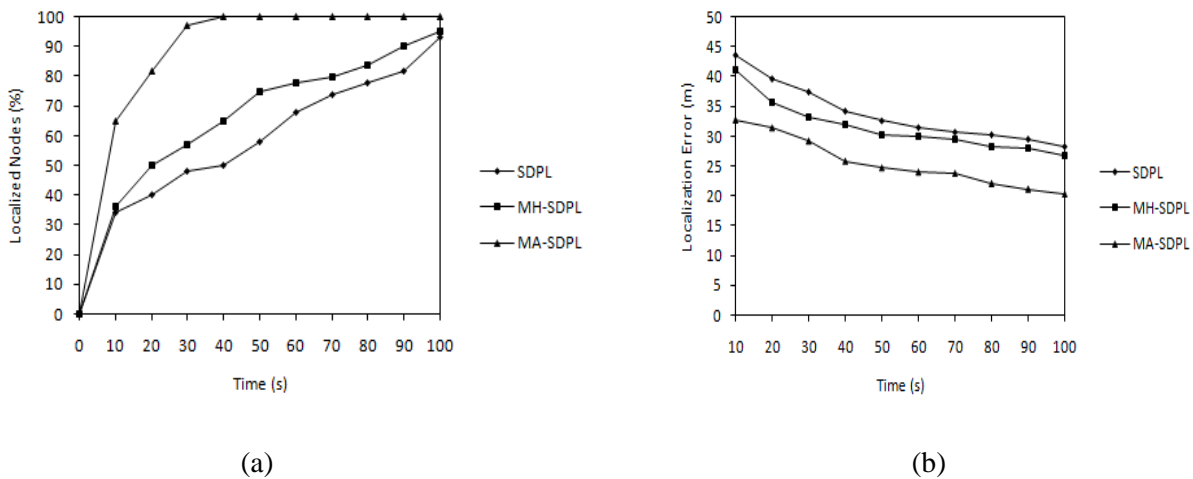 Localized Nodes (%)
100
90
80
70
60
50
40
30
20
10
0
0 10 20 30 40 50 60 70 80 90 100
Time (s)
SDPL
MH-SDPL
MA-SDPL
(a)
Localization Error (m)
50
45
40
35
30
25
20
15
10
5
0
10 20 30 40 50 60 70 80 90 100
Time (s)
SDPL
MH-SDPL
MA-SDPL
(b)